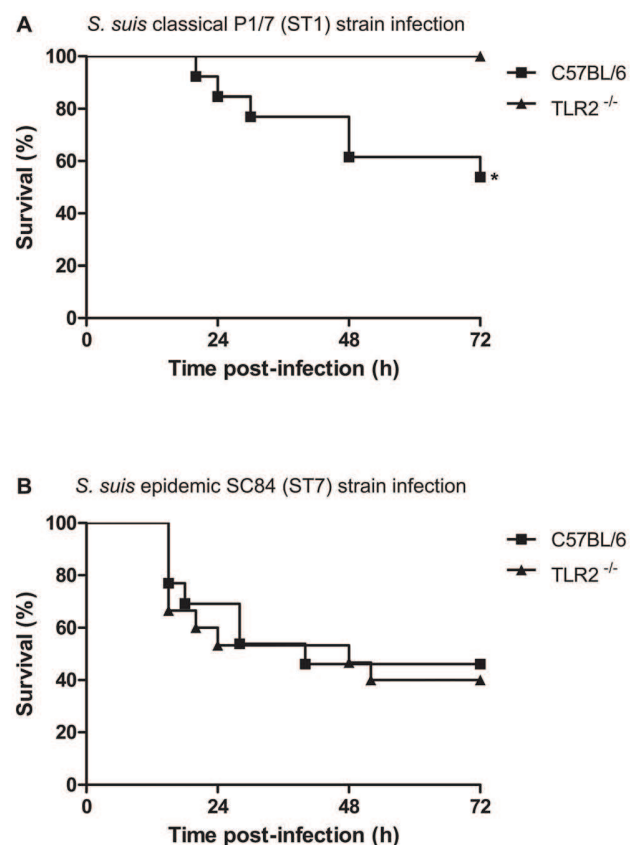 A S. suis classical P1/7 (ST1) strain infection
100
80
60
40
20
0
Survival (%)
0 24 48 72
Time post-infection (h)
C57BL/6
TLR2 -/-
*
B S. suis epidemic SC84 (ST7) strain infection
100
80
60
40
20
0
Survival (%)
0 24 48 72
Time post-infection (h)
C57BL/6
TLR2 -/-